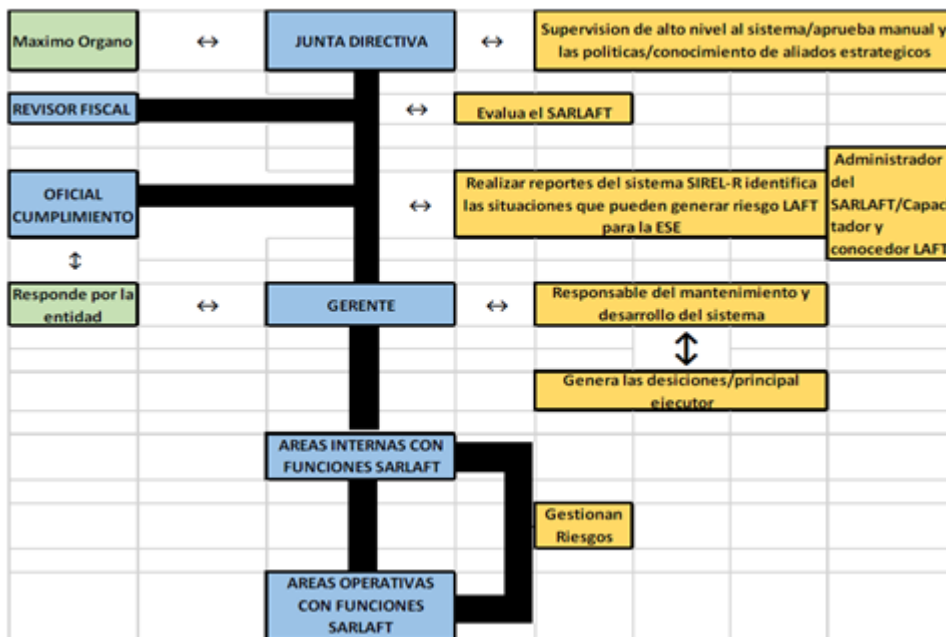 Maximo Organo
↔
JUNTA DIRECTIVA
↔
Supervision de alto nivel al sistema/aprueba manual y
las politicas/conocimiento de aliados estrategicos
REVISOR FISCAL
↔
Evalua el SARLAFT
OFICIAL
CUMPLIMIENTO
↔
Realizar reportes del sistema SIREL-R identifica
las situaciones que pueden generar riesgo LAFT
para la ESE
Administrador
del
SARLAFT/Capac
tador y
conocedor LAFT
↕
Responde por la
entidad
↔
GERENTE
↔
Responsable del mantenimiento y
desarrollo del sistema
↕
Genera las desiciones/principal
ejecutor
AREAS INTERNAS CON
FUNCIONES SARLAFT
Gestionan
Riesgos
AREAS OPERATIVAS
CON FUNCIONES
SARLAFT